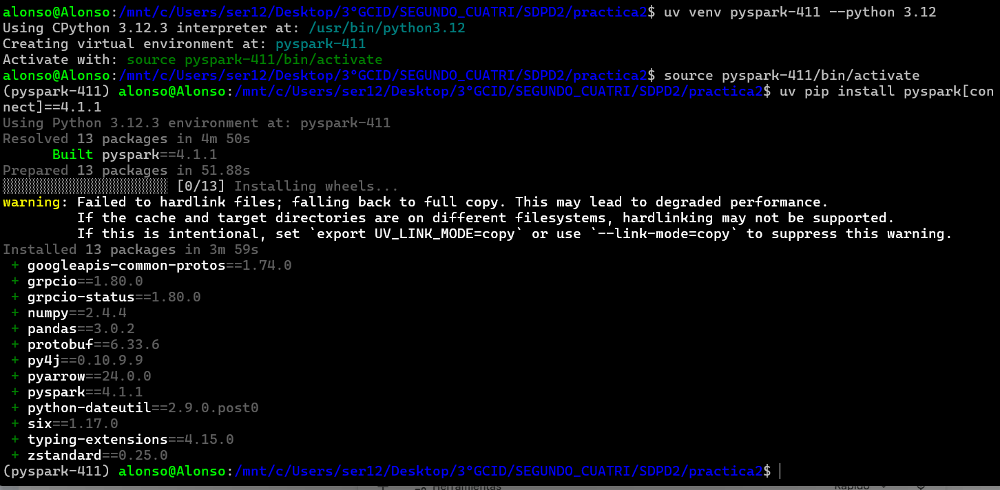 alonso@Alonso:/mnt/c/Users/ser12/Desktop/3°GCID/SEGUNDO_CUATRI/SDPD2/practica2$ uv venv pyspark-411 --python 3.12
Using CPython 3.12.3 interpreter at: /usr/bin/python3.12
Creating virtual environment at: pyspark-411
Activate with: source pyspark-411/bin/activate
alonso@Alonso:/mnt/c/Users/ser12/Desktop/3°GCID/SEGUNDO_CUATRI/SDPD2/practica2$ source pyspark-411/bin/activate
(pyspark-411) alonso@Alonso:/mnt/c/Users/ser12/Desktop/3°GCID/SEGUNDO_CUATRI/SDPD2/practica2$ uv pip install pyspark[con
nect]==4.1.1
Using Python 3.12.3 environment at: pyspark-411
Resolved 13 packages in 4m 50s
      Built pyspark==4.1.1
Prepared 13 packages in 51.88s
░░░░░░░░░░░░░░░░░░░░ [0/13] Installing wheels...
warning: Failed to hardlink files; falling back to full copy. This may lead to degraded performance.
         If the cache and target directories are on different filesystems, hardlinking may not be supported.
         If this is intentional, set `export UV_LINK_MODE=copy` or use `--link-mode=copy` to suppress this warning.
Installed 13 packages in 3m 59s
 + googleapis-common-protos==1.74.0
 + grpcio==1.80.0
 + grpcio-status==1.80.0
 + numpy==2.4.4
 + pandas==3.0.2
 + protobuf==6.33.6
 + py4j==0.10.9.9
 + pyarrow==24.0.0
 + pyspark==4.1.1
 + python-dateutil==2.9.0.post0
 + six==1.17.0
 + typing-extensions==4.15.0
 + zstandard==0.25.0
(pyspark-411) alonso@Alonso:/mnt/c/Users/ser12/Desktop/3°GCID/SEGUNDO_CUATRI/SDPD2/practica2$
Herramientas
Rápido